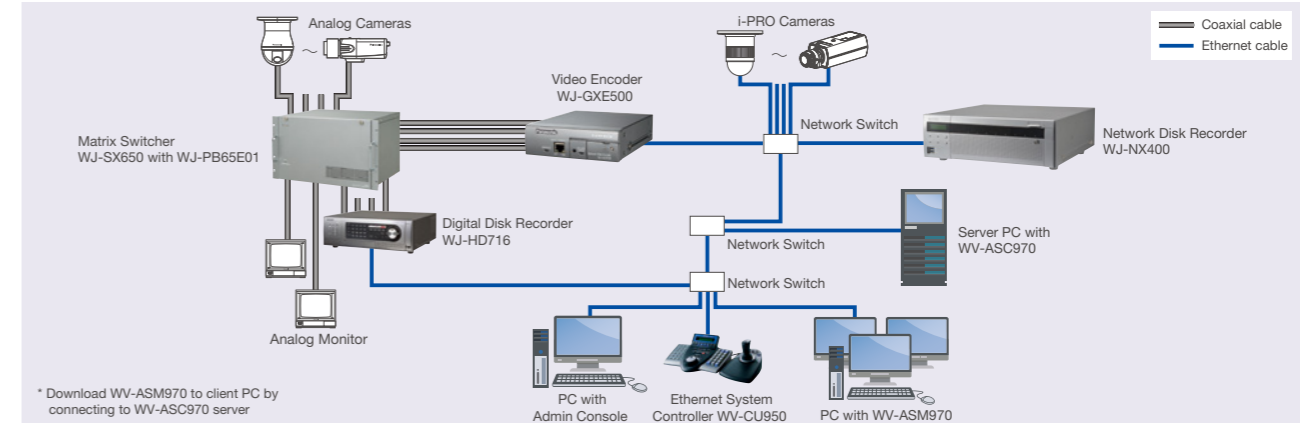 Analog Cameras
i-PRO Cameras
Coaxial cable
Ethernet cable
Video Encoder
WJ-GXE500
Matrix Switcher
WJ-SX650 with WJ-PB65E01
Network Switch
Network Disk Recorder
WJ-NX400
Digital Disk Recorder
WJ-HD716
Network Switch
Server PC with
WV-ASC970
Network Switch
Analog Monitor
* Download WV-ASM970 to client PC by
connecting to WV-ASC970 server
PC with
Admin Console
Ethernet System
Controller WV-CU950
PC with WV-ASM970